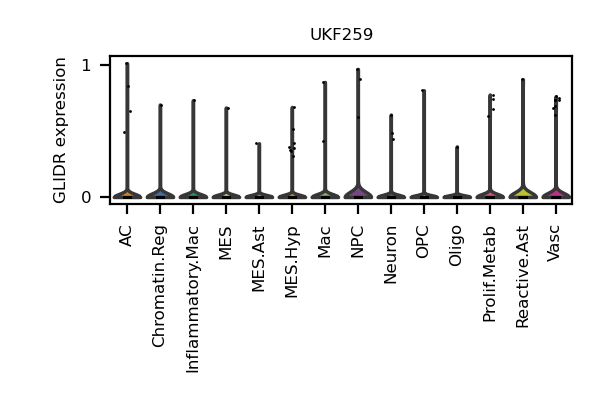 UKF259
GLIDR expression
1
0
AC
Chromatin.Reg
Inflammatory.Mac
MES
MES.Ast
MES.Hyp
Mac
NPC
Neuron
OPC
Oligo
Prolif.Metab
Reactive.Ast
Vasc